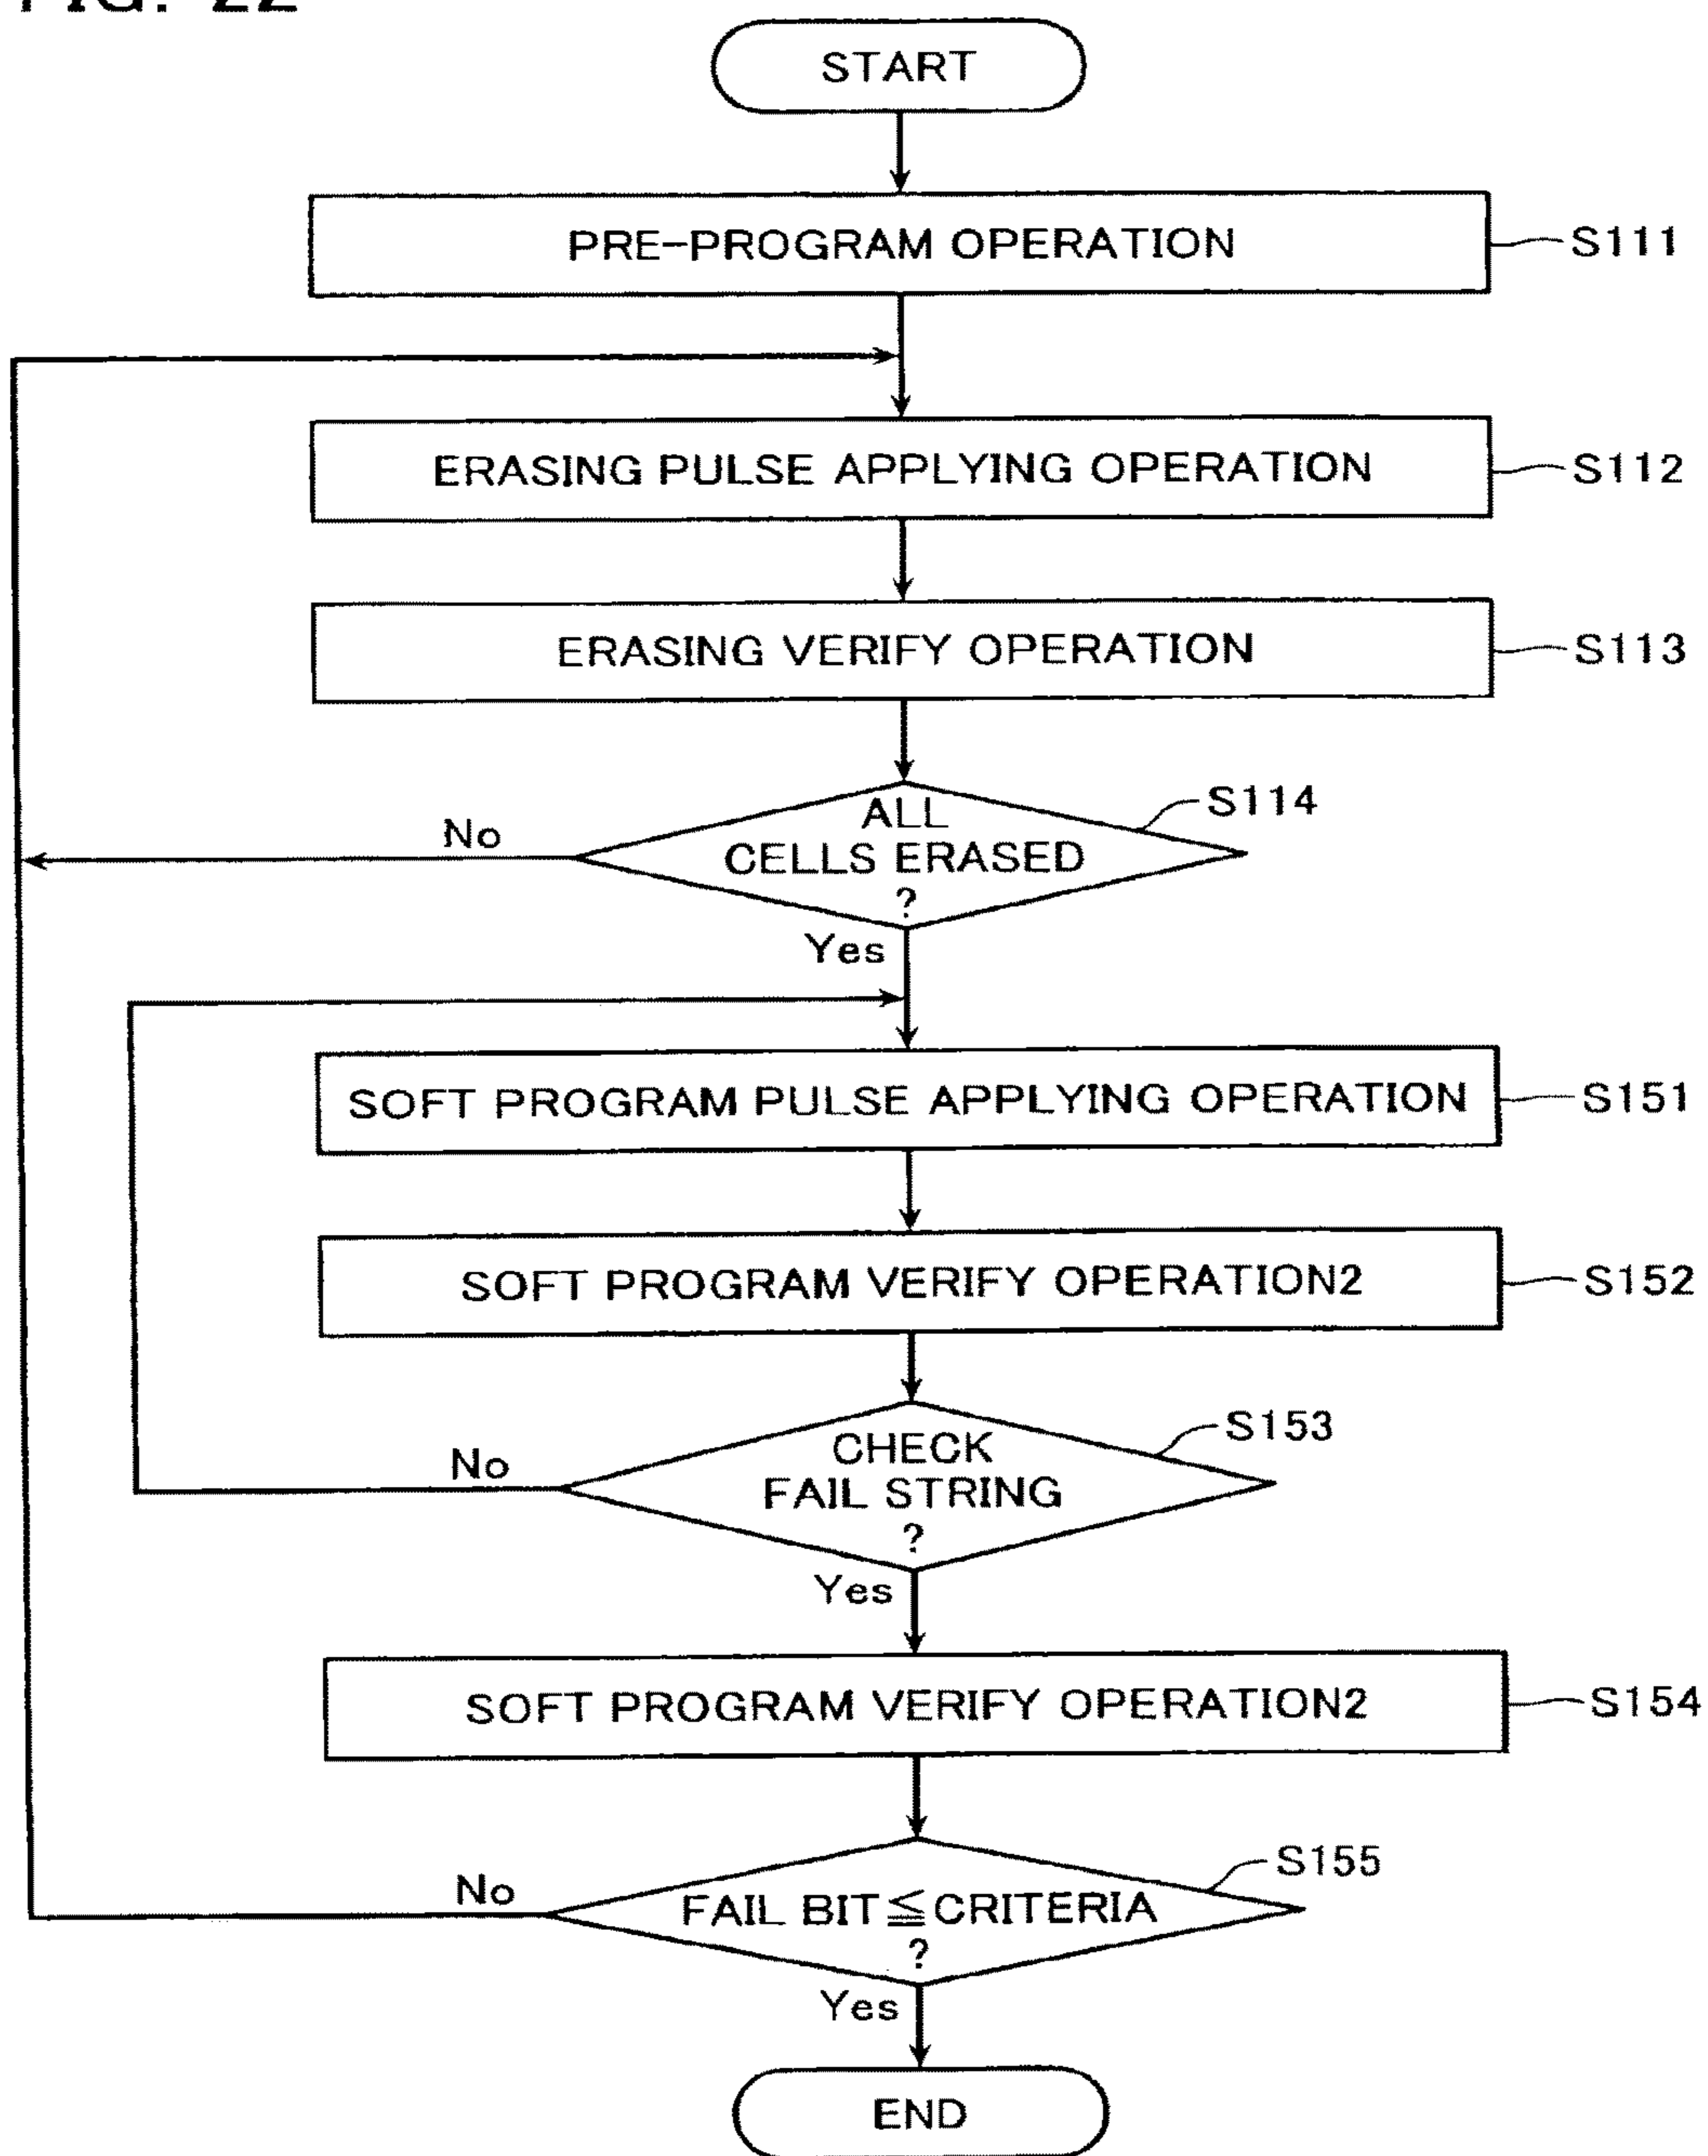 FIG. 22
START
PRE-PROGRAM OPERATION
S111
ERASING PULSE APPLYING OPERATION
S112
ERASING VERIFY OPERATION
S113
S114
ALL
CELLS ERASED
?
No
Yes
SOFT PROGRAM PULSE APPLYING OPERATION
S151
SOFT PROGRAM VERIFY OPERATION2
S152
S153
CHECK
FAIL STRING
?
No
Yes
SOFT PROGRAM VERIFY OPERATION2
S154
S155
FAIL BIT≦CRITERIA
?
No
Yes
END